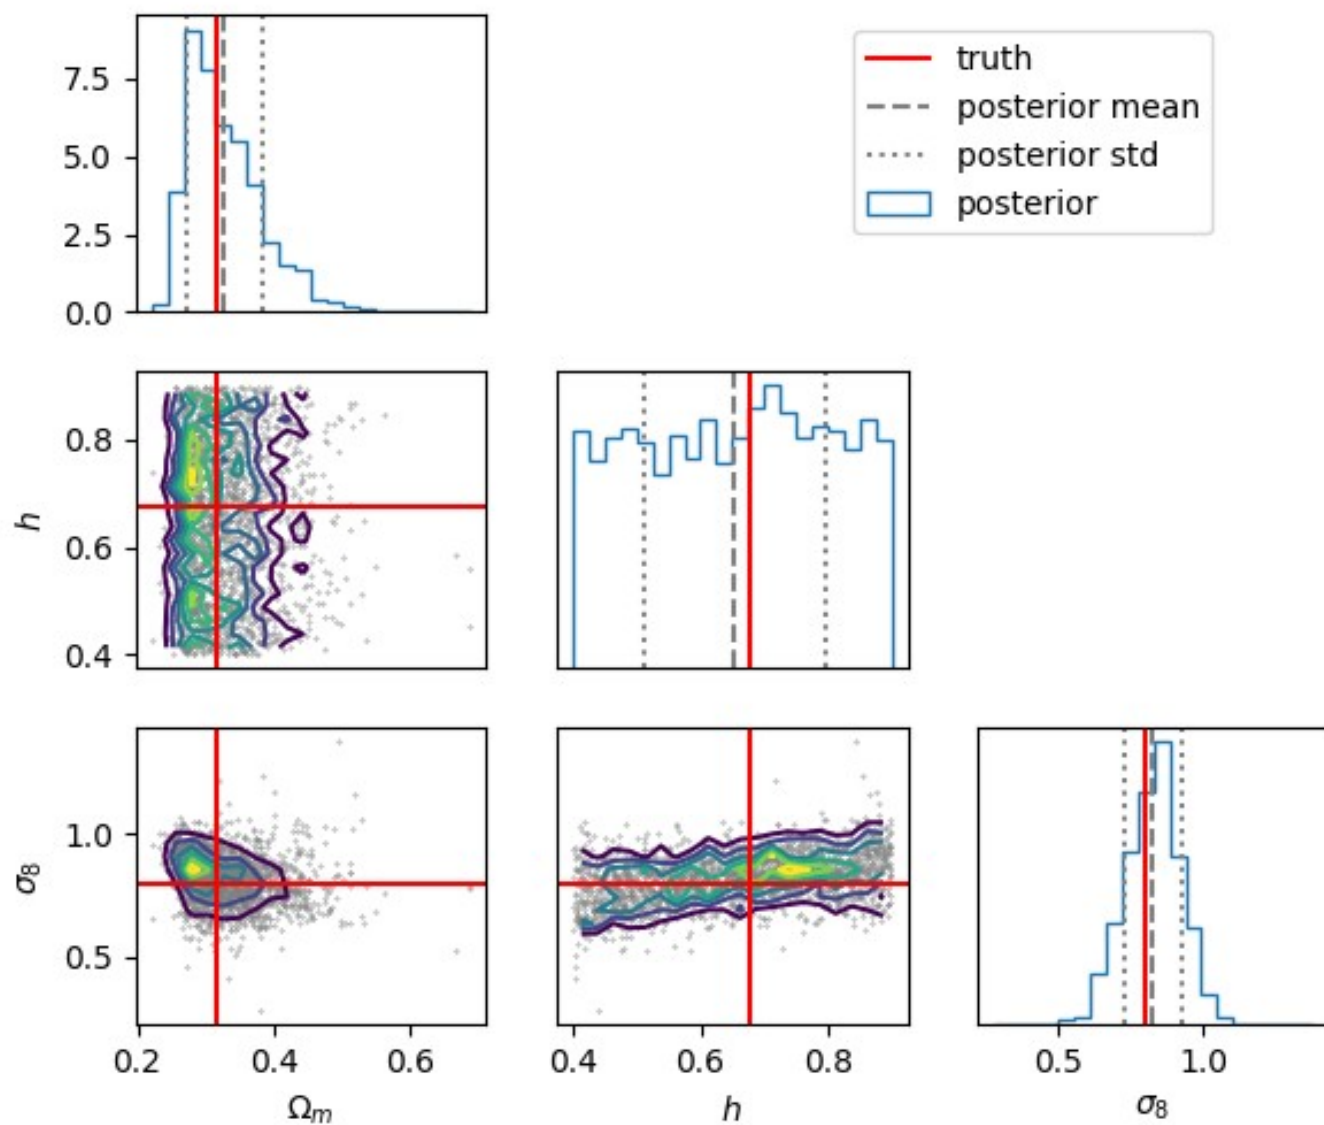 truth
posterior mean
posterior std
posterior
7.5
5.0
2.5
0.0
h
0.8
0.6
0.4
σ₈
1.0
0.5
0.2 0.4 0.6
0.4 0.6 0.8
0.5 1.0
Ωₘ
h
σ₈